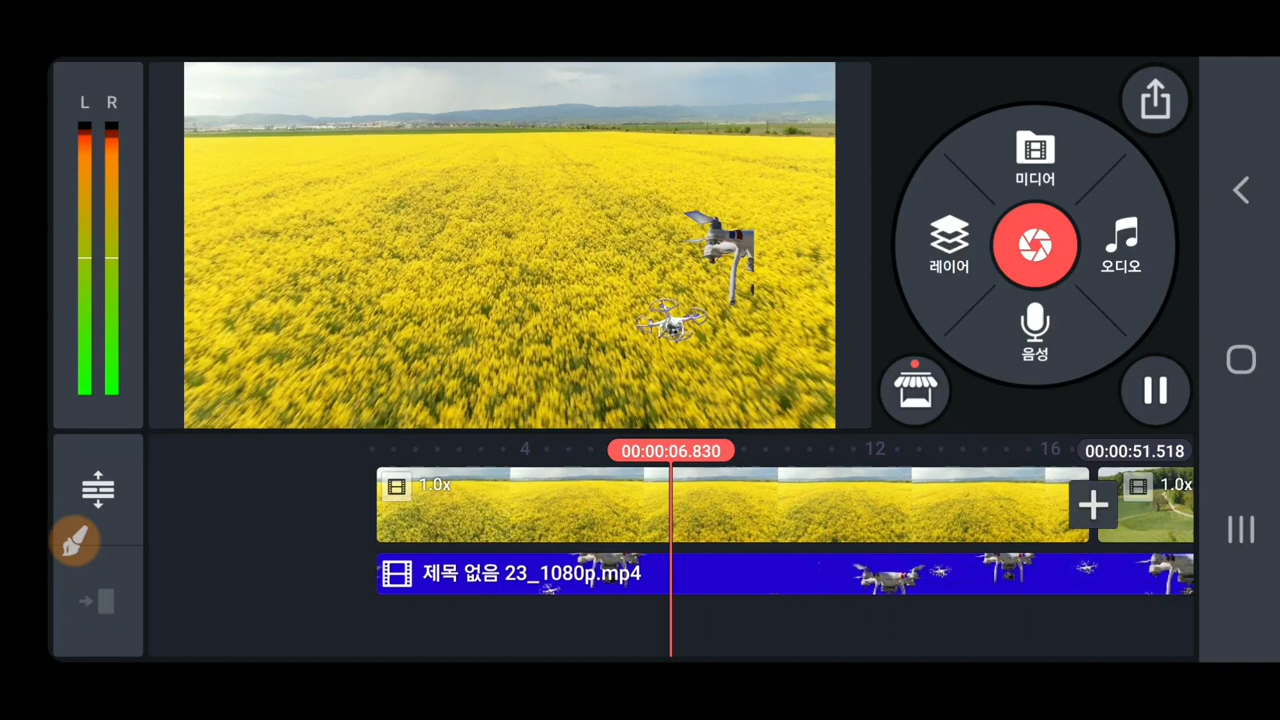 L R
미디어
레이어
오디오
음성
4
00:00:06.830
12
16
00:00:51.518
1.0x
1.0x
제목 없음 23_1080p.mp4